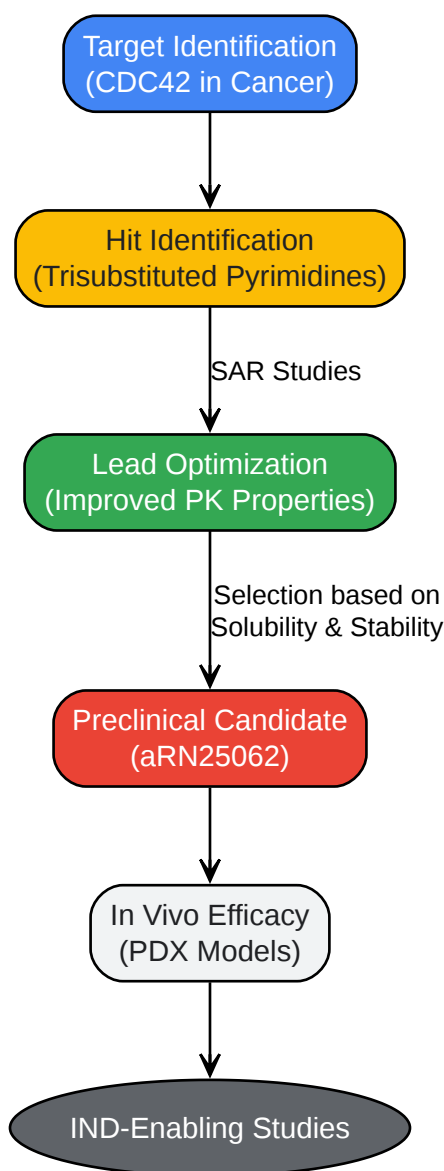 Target Identification
(CDC42 in Cancer)
Hit Identification
(Trisubstituted Pyrimidines)
SAR Studies
Lead Optimization
(Improved PK Properties)
Selection based on
Solubility & Stability
Preclinical Candidate
(aRN25062)
In Vivo Efficacy
(PDX Models)
IND-Enabling Studies